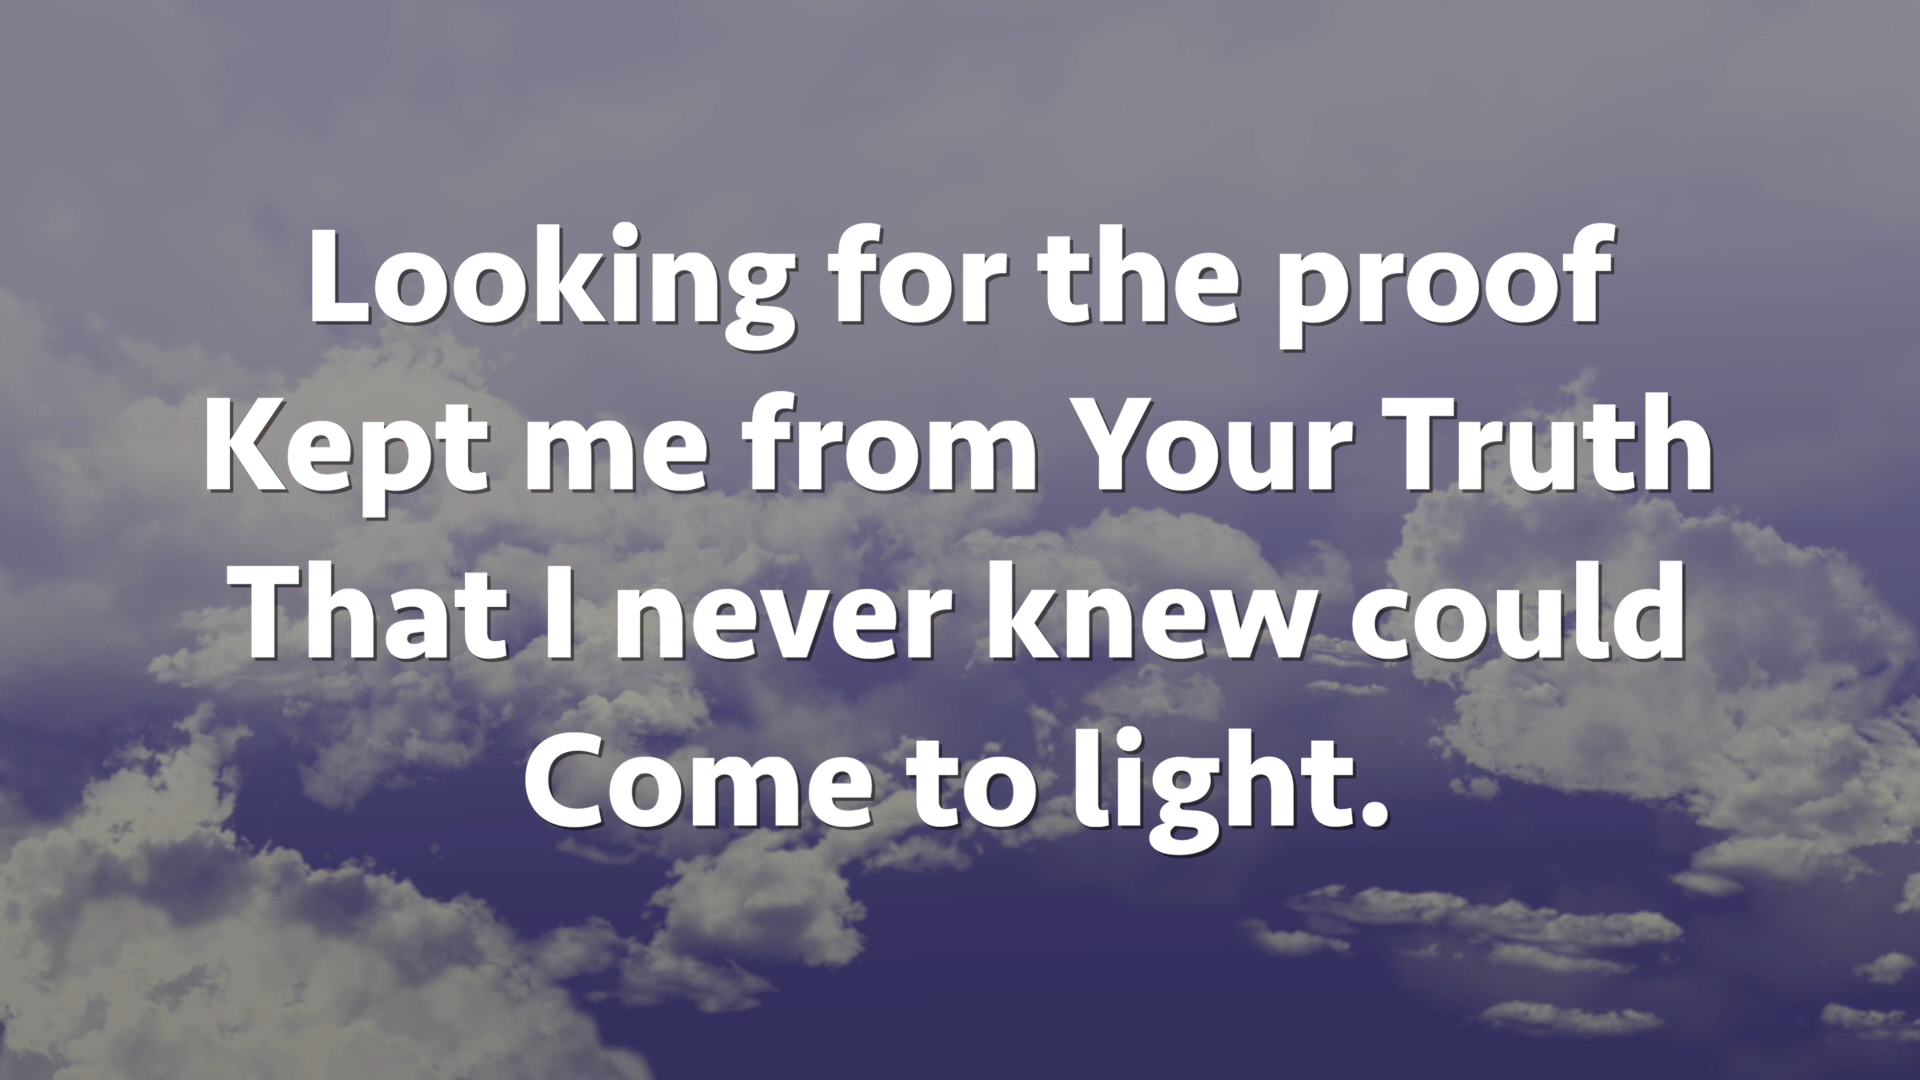 Looking for the proof
Kept me from Your Truth
That I never knew could
Come to light.